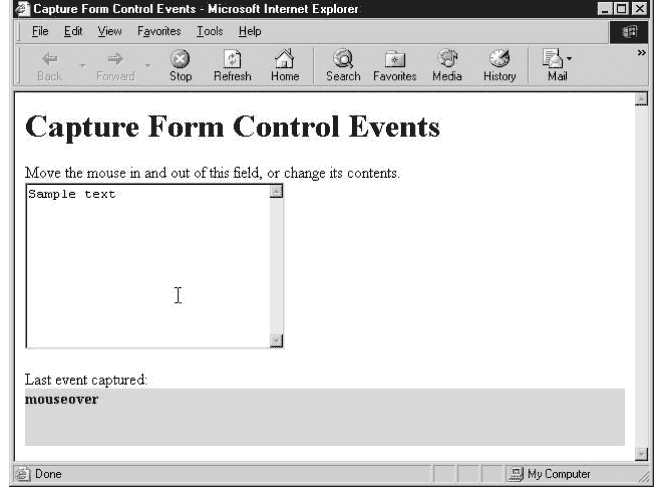 Capture Form Control Events - Microsoft Internet Explorer
File Edit View Favorites Tools Help
Back Forward Stop Refresh Home Search Favorites Media History Mail »
Capture Form Control Events
Move the mouse in and out of this field, or change its contents.
Sample text
Last event captured:
mouseover
Done My Computer